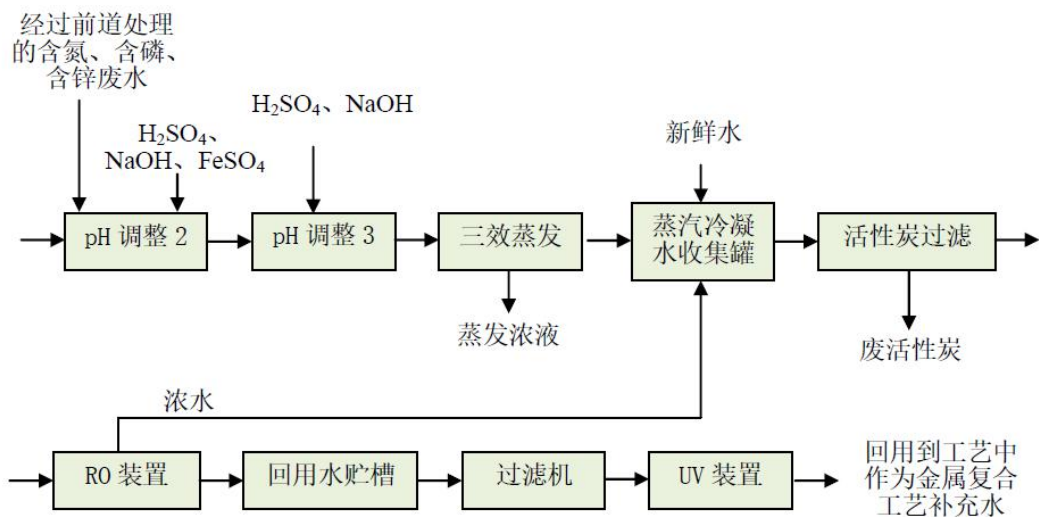 经过前道处理
的含氮、含磷、
含锌废水
H₂SO₄、
NaOH、FeSO₄
H₂SO₄、NaOH
新鲜水
pH 调整 2
pH 调整 3
三效蒸发
蒸汽冷凝
水收集罐
活性炭过滤
蒸发浓液
废活性炭
浓水
RO 装置
回用水贮槽
过滤机
UV 装置
回用到工艺中
作为金属复合
工艺补充水